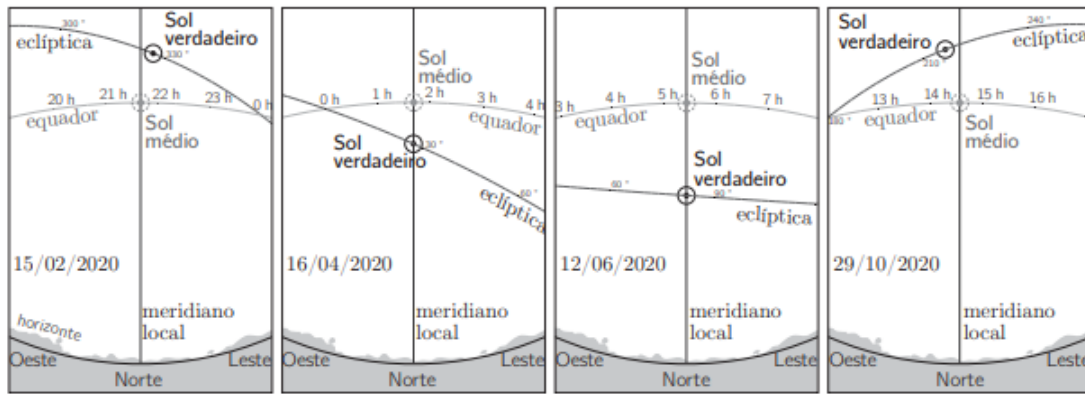 300 °
Sol
verdadeiro
eclíptica
330 °
20 h
21 h
22 h
23 h
0 h
equador
Sol
médio
15/02/2020
horizonte
meridiano
local
Oeste
Leste
Norte
Sol
médio
0 h
1 h
2 h
3 h
4 h
equador
Sol
verdadeiro
30 °
60 °
eclíptica
16/04/2020
meridiano
local
Oeste
Leste
Norte
Sol
médio
3 h
4 h
5 h
6 h
7 h
equador
Sol
verdadeiro
60 °
90 °
eclíptica
12/06/2020
meridiano
local
Oeste
Leste
Norte
Sol
verdadeiro
240 °
eclíptica
210 °
180 °
13 h
14 h
15 h
16 h
equador
Sol
médio
29/10/2020
meridiano
local
Oeste
Leste
Norte